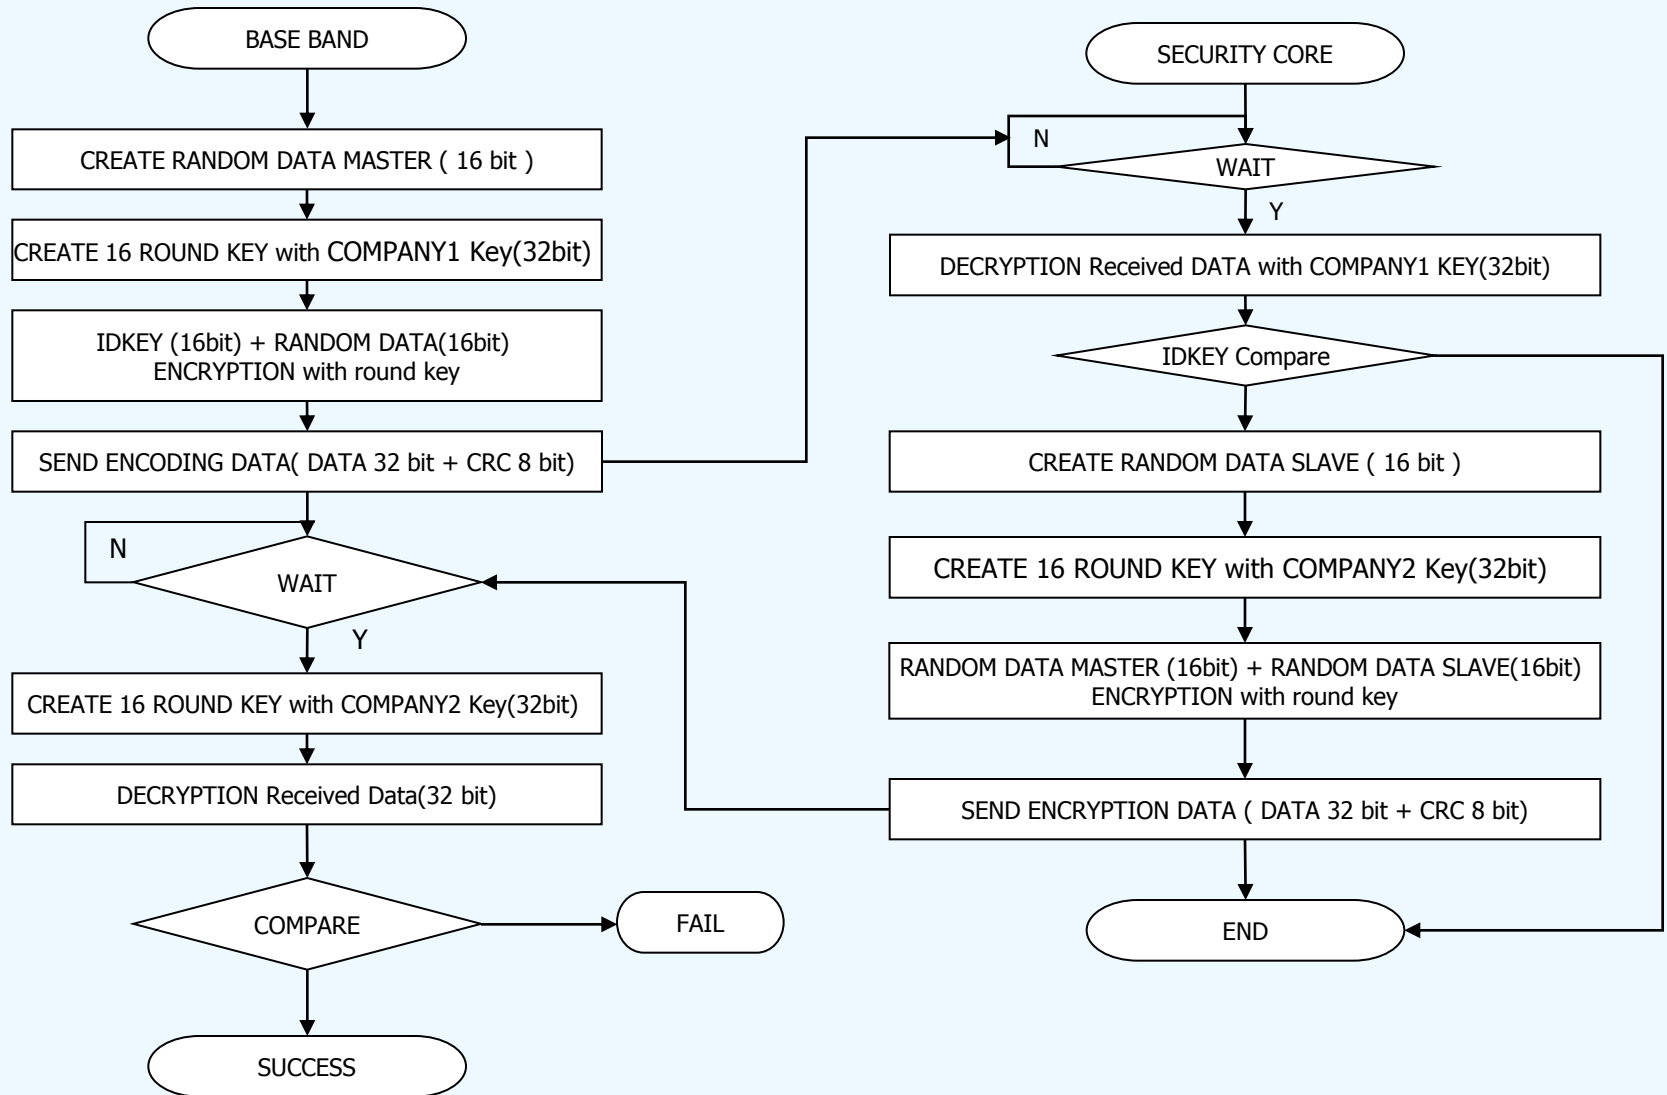 BASE BAND
CREATE RANDOM DATA MASTER ( 16 bit )
CREATE 16 ROUND KEY with COMPANY1 Key(32bit)
IDKEY (16bit) + RANDOM DATA(16bit)
ENCRYPTION with round key
SEND ENCODING DATA( DATA 32 bit + CRC 8 bit)
N
WAIT
Y
CREATE 16 ROUND KEY with COMPANY2 Key(32bit)
DECRYPTION Received Data(32 bit)
COMPARE
FAIL
SUCCESS
SECURITY CORE
N
WAIT
Y
DECRYPTION Received DATA with COMPANY1 KEY(32bit)
IDKEY Compare
CREATE RANDOM DATA SLAVE ( 16 bit )
CREATE 16 ROUND KEY with COMPANY2 Key(32bit)
RANDOM DATA MASTER (16bit) + RANDOM DATA SLAVE(16bit)
ENCRYPTION with round key
SEND ENCRYPTION DATA ( DATA 32 bit + CRC 8 bit)
END